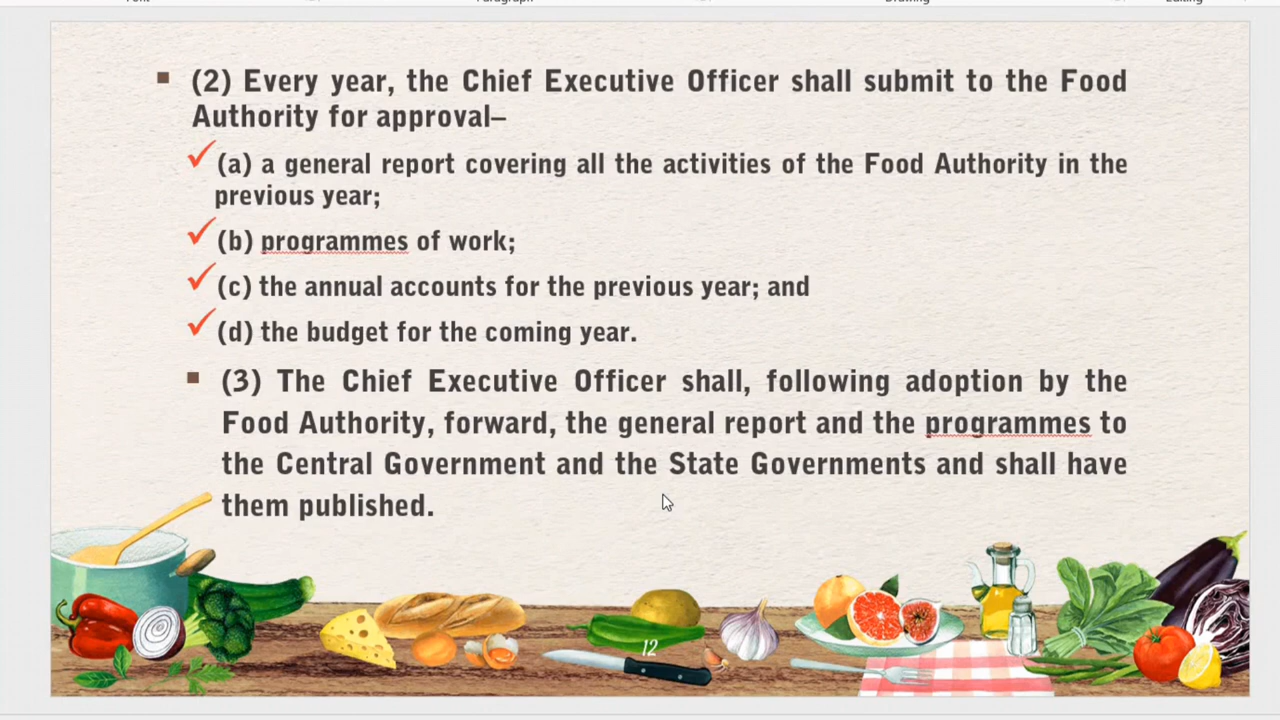 (2) Every year, the Chief Executive Officer shall submit to the Food
Authority for approval–
(a) a general report covering all the activities of the Food Authority in the
previous year;
(b) programmes of work;
(c) the annual accounts for the previous year; and
(d) the budget for the coming year.
(3) The Chief Executive Officer shall, following adoption by the
Food Authority, forward, the general report and the programmes to
the Central Government and the State Governments and shall have
them published.
12